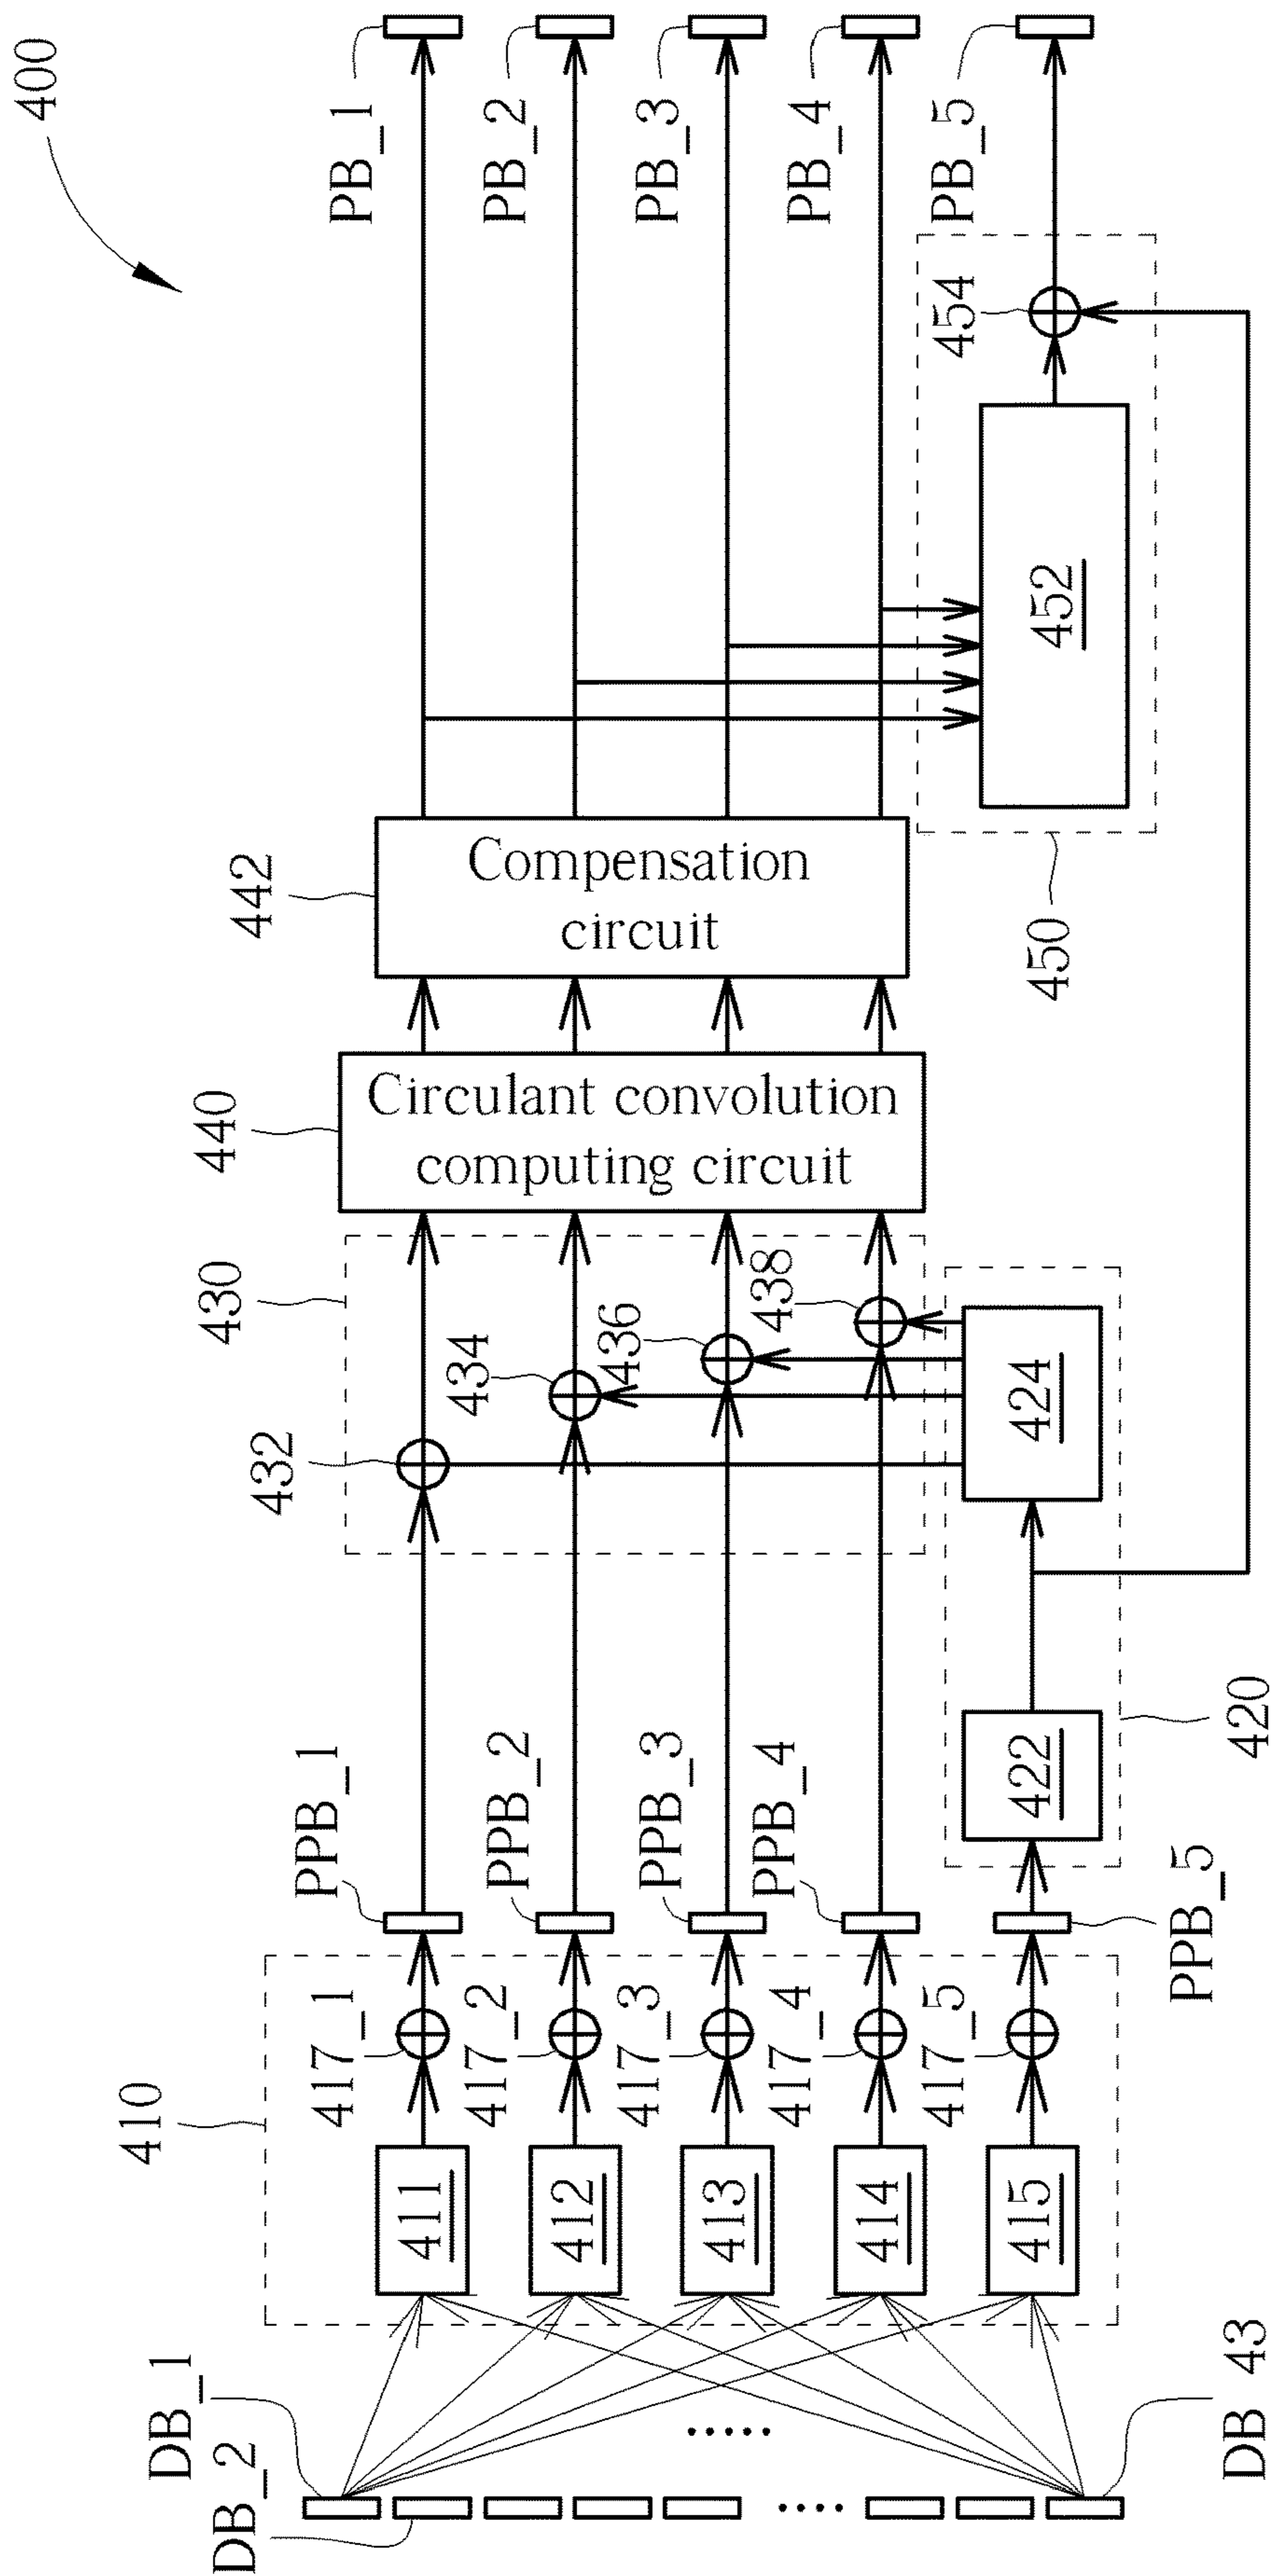 400
DB_1
DB_2
DB 43
410
411
412
413
414
415
417_1
417_2
417_3
417_4
417_5
PPB_1
PPB_2
PPB_3
PPB_4
PPB_5
420
422
424
430
432
434
436
438
440
Circulant convolution
computing circuit
442
Compensation
circuit
450
452
454
PB_1
PB_2
PB_3
PB_4
PB_5